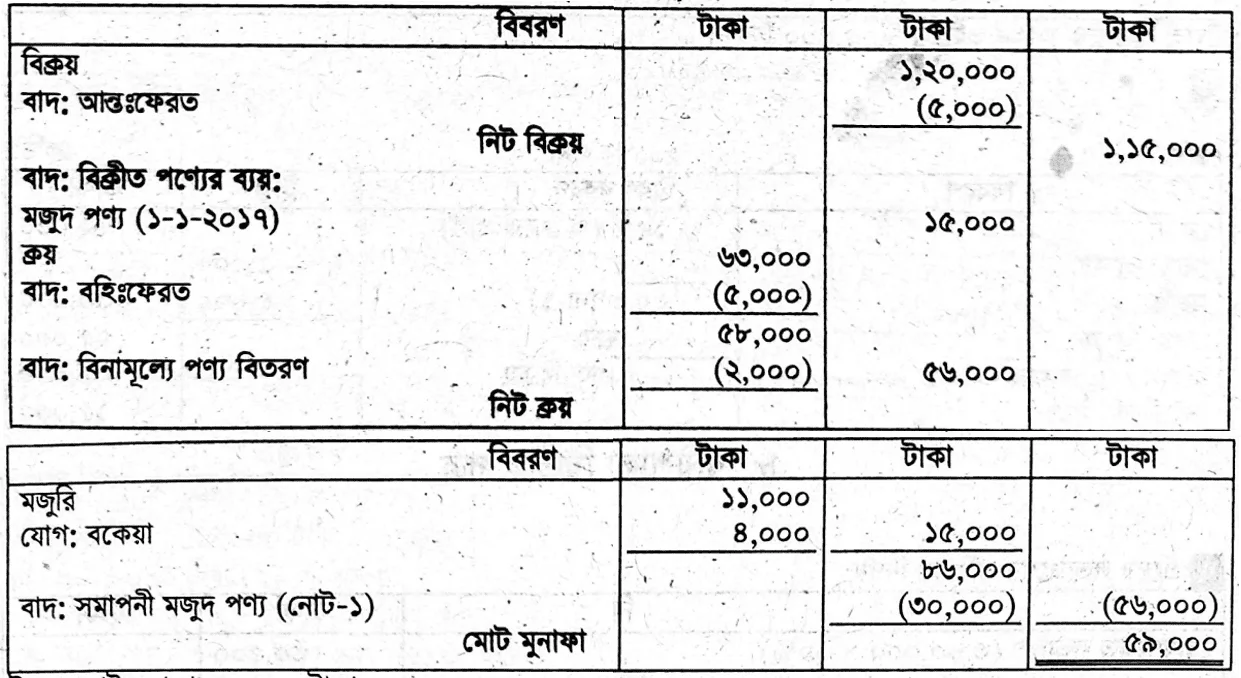 বিবরণ টাকা টাকা টাকা
বিক্রয় ১,২০,০০০
বাদ: আন্তঃফেরত (৫,০০০)
নিট বিক্রয় ১,১৫,০০০
বাদ: বিক্রীত পণ্যের ব্যয়:
মজুদ পণ্য (১-১-২০১৭) ১৫,০০০
ক্রয় ৬৩,০০০
বাদ: বহিঃফেরত (৫,০০০)
৫৮,০০০
বাদ: বিনামূল্যে পণ্য বিতরণ (২,০০০) ৫৬,০০০
নিট ক্রয়
বিবরণ টাকা টাকা টাকা
মজুরি ১১,০০০
যোগ: বকেয়া ৪,০০০ ১৫,০০০
৮৬,০০০
বাদ: সমাপনী মজুদ পণ্য (নোট-১) (৩০,০০০) (৫৬,০০০)
মোট মুনাফা ৫৯,০০০